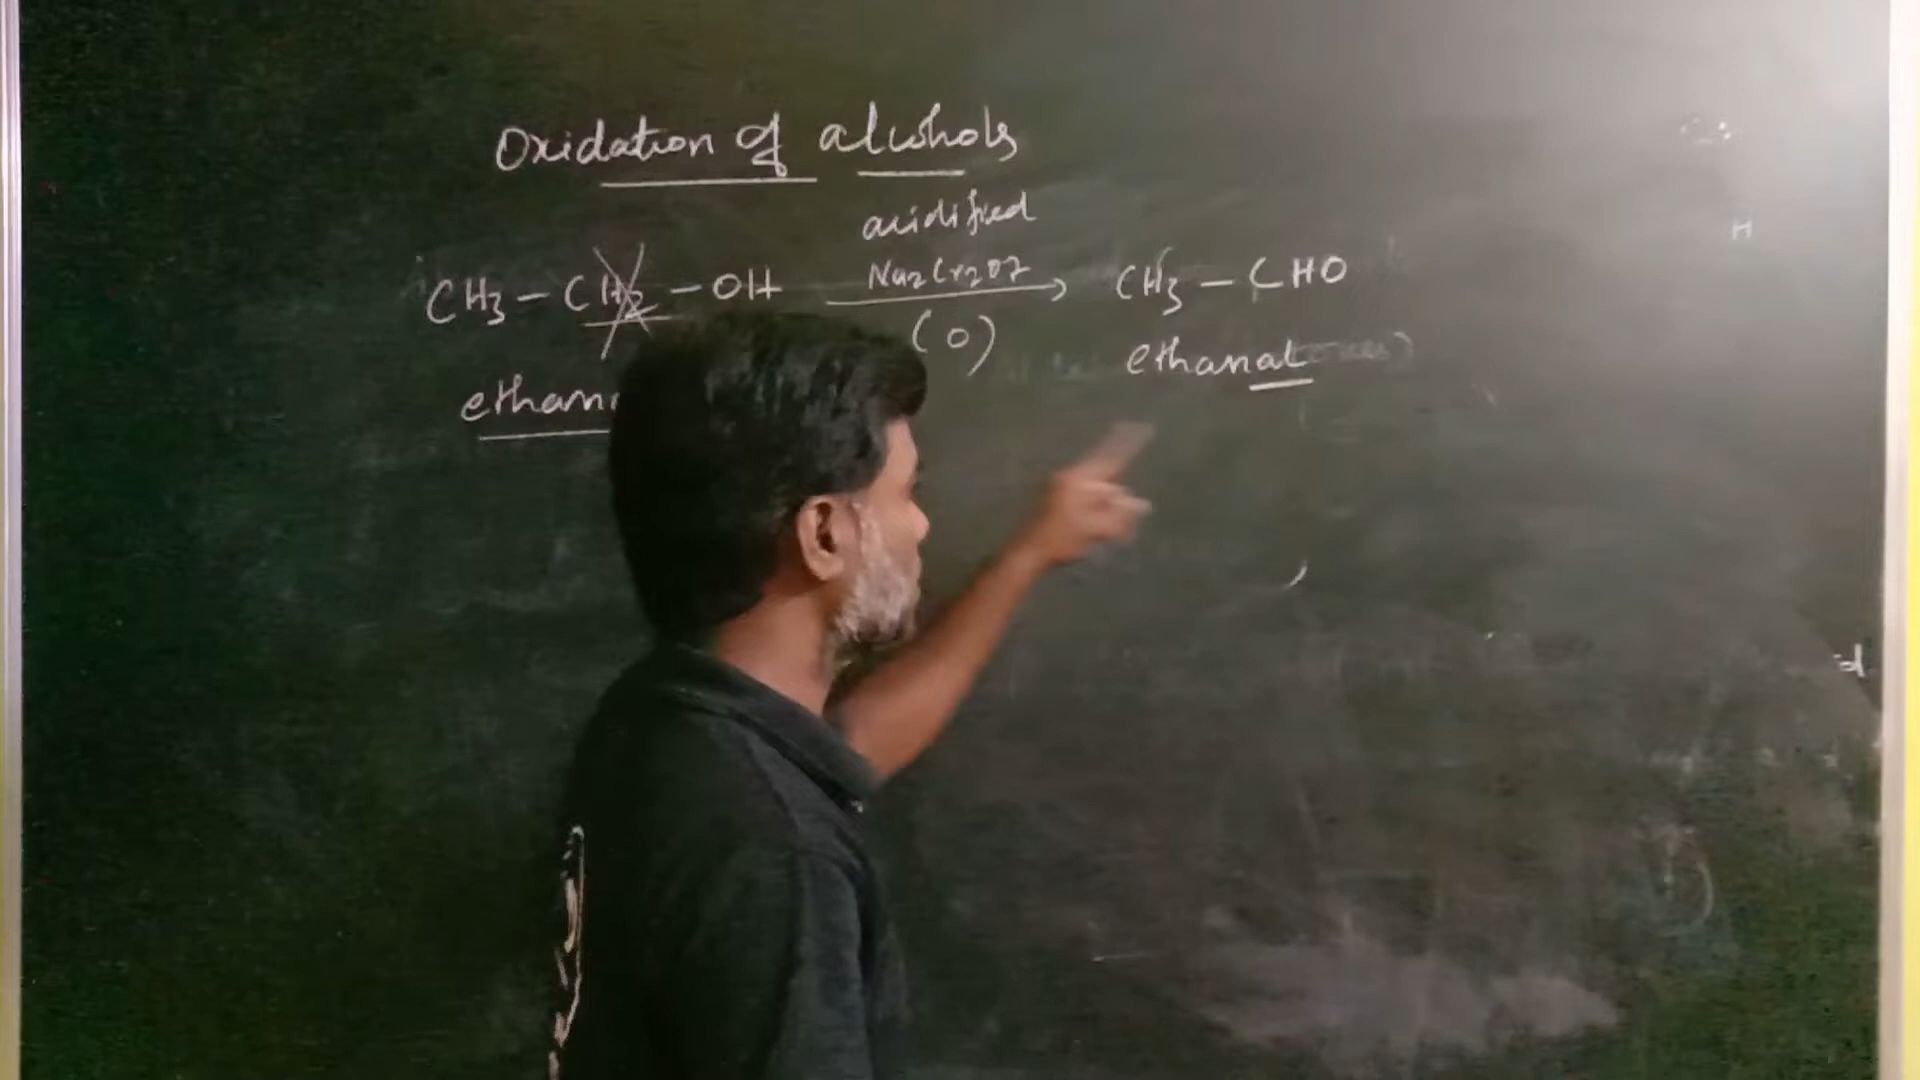 Oxidation of alcohols
acidified
CH3 - CH2 - OH Na2Cr2O7 → CH3 - CHO
(O)
ethanal
H